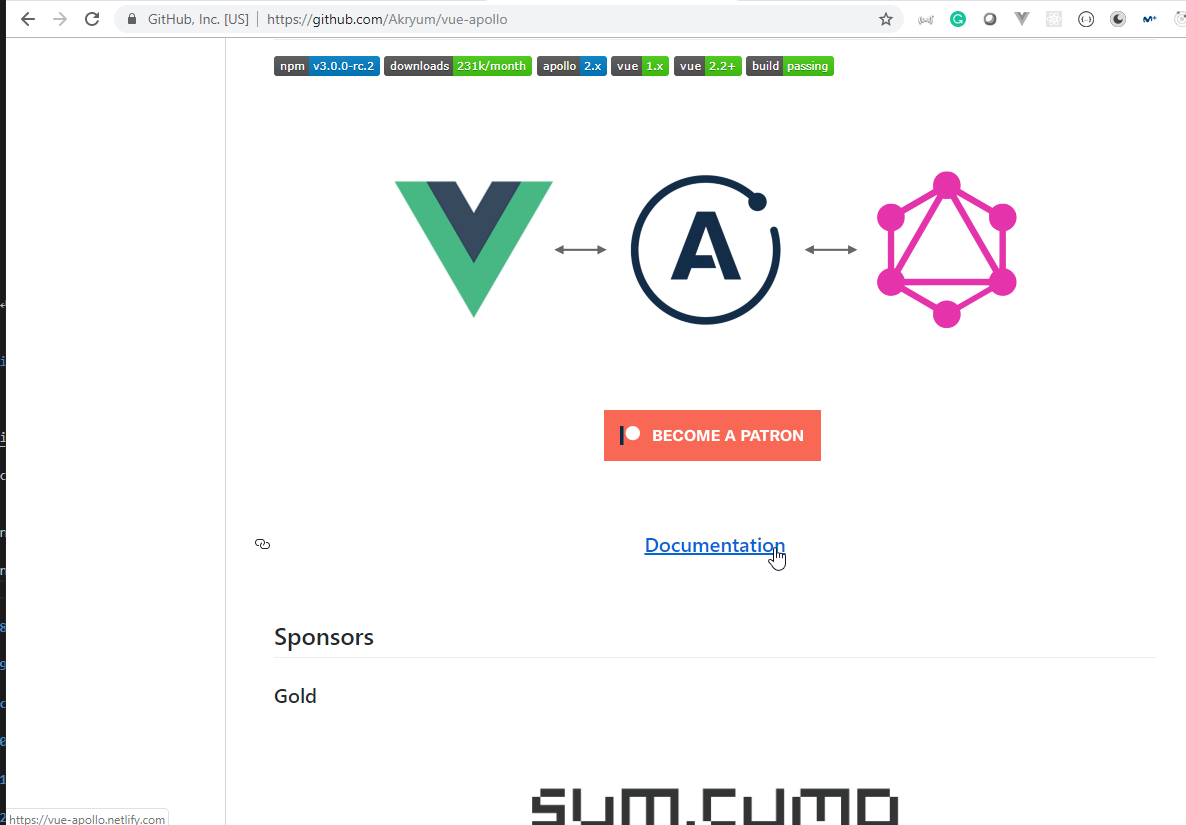 GitHub, Inc. [US] | https://github.com/Akryum/vue-apollo
npm v3.0.0-rc.2 downloads 231k/month apollo 2.x vue 1.x vue 2.2+ build passing
A
BECOME A PATRON
Documentation
Sponsors
Gold
sum.cumo
https://vue-apollo.netlify.com